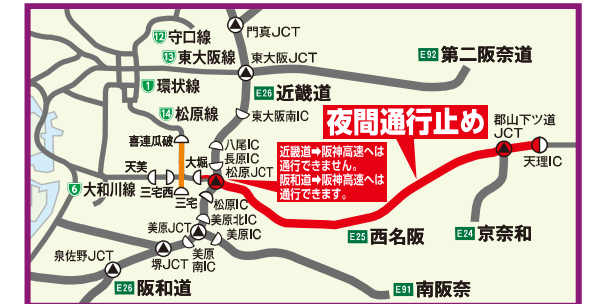 門真JCT
12 守口線
13 東大阪線
東大阪JCT
E92 第二阪奈道
1 環状線
E26 近畿道
14 松原線
東大阪南IC
夜間通行止め
郡山下ツ道
JCT
喜連瓜破
八尾IC
長原IC
近畿道➡阪神高速へは
通行できません。
阪和道➡阪神高速へは
通行できます。
天理IC
天美
大堀
松原JCT
6 大和川線
三宅西
三宅
松原IC
美原北IC
美原JCT
美原IC
E25 西名阪
E24 京奈和
泉佐野JCT
堺JCT
美原
南IC
E26 阪和道
E91 南阪奈